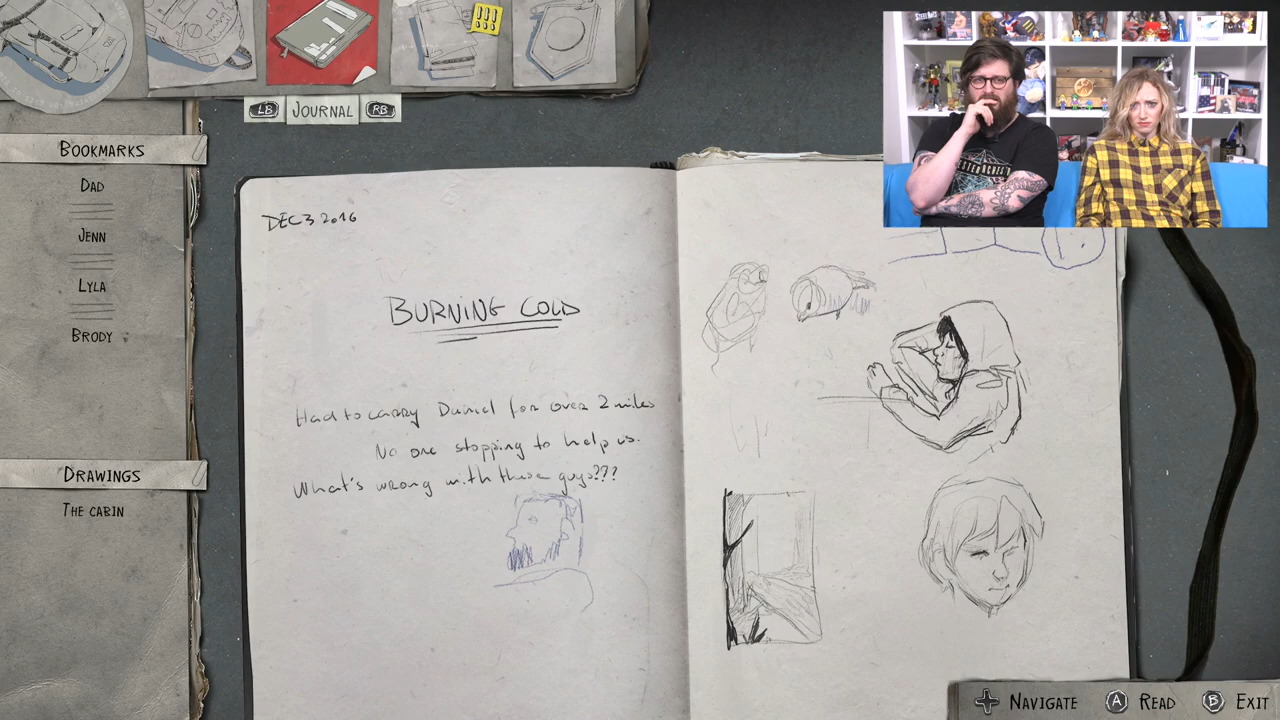 LB JOURNAL RB
BOOKMARKS
DAD
JENN
LYLA
BRODY
DRAWINGS
THE CABIN
DEC 3 2016
BURNING COLD
Had to carry Daniel for over 2 miles
No one stopping to help us.
What's wrong with these guys???
NAVIGATE A READ B EXIT